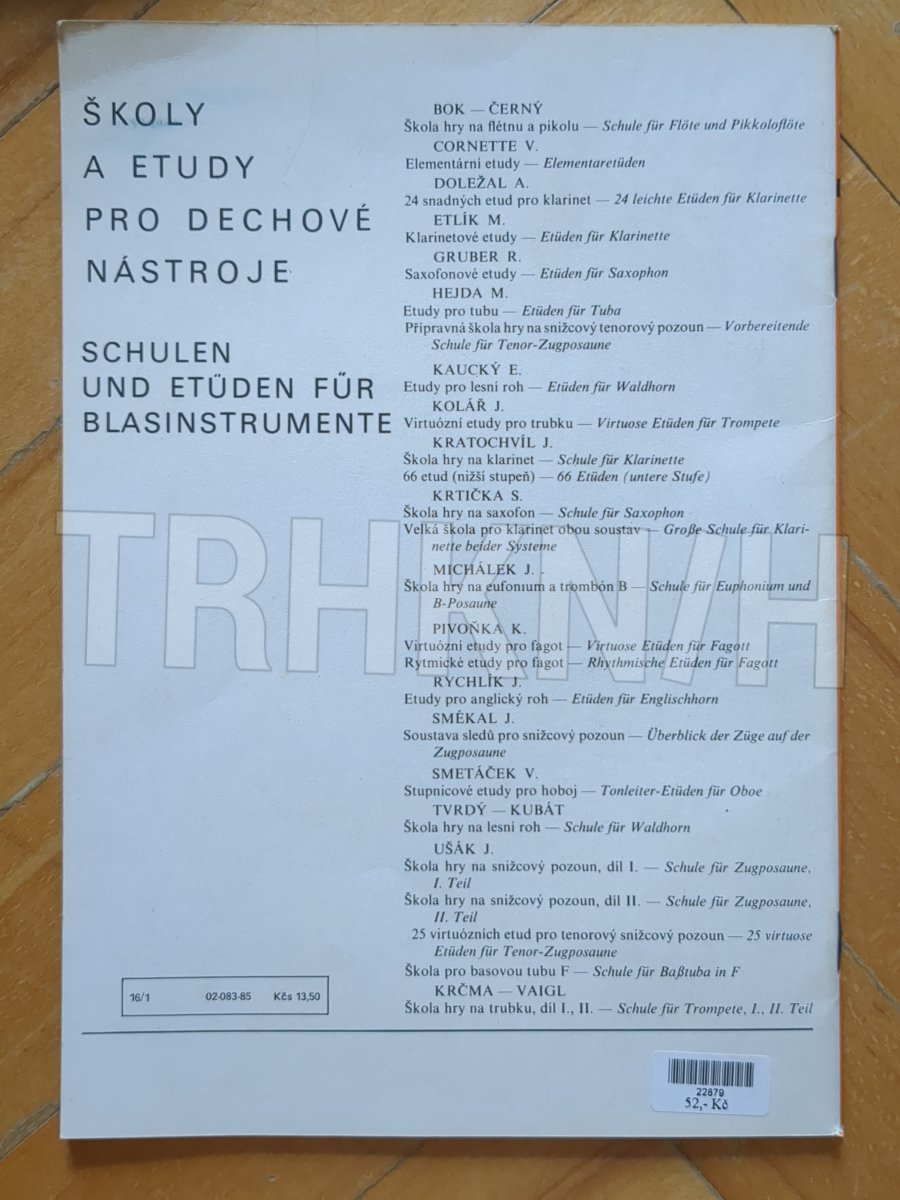 ŠKOLY
A ETUDY
PRO DECHOVÉ
NÁSTROJE
SCHULEN
UND ETÜDEN FÜR
BLASINSTRUMENTE
BOK — ČERNÝ
Škola hry na flétnu a pikolu — Schule für Flöte und Pikkoloflöte
CORNETTE V.
Elementární etudy — Elementaretüden
DOLEŽAL A.
24 snadných etud pro klarinet — 24 leichte Etüden für Klarinette
ETLÍK M.
Klarinetové etudy — Etüden für Klarinette
GRUBER R.
Saxofonové etudy — Etüden für Saxophon
HEJDA M.
Etudy pro tubu — Etüden für Tuba
Přípravná škola hry na snižcový tenorový pozoun — Vorbereitende
Schule für Tenor-Zugposaune
KAUCKÝ E.
Etudy pro lesní roh — Etüden für Waldhorn
KOLÁŘ J.
Virtuózní etudy pro trubku — Virtuose Etüden für Trompete
KRATOCHVÍL J.
Škola hry na klarinet — Schule für Klarinette
66 etud (nižší stupeň) — 66 Etüden (untere Stufe)
KRTIČKA S.
Škola hry na saxofon — Schule für Saxophon
Velká škola pro klarinet obou soustav — Große Schule für Klari-
nette beider Systeme
MICHÁLEK J.
Škola hry na eufonium a trombón B — Schule für Euphonium und
B-Posaune
PIVOŇKA K.
Virtuózní etudy pro fagot — Virtuose Etüden für Fagott
Rytmické etudy pro fagot — Rhythmische Etüden für Fagott
RYCHLÍK J.
Etudy pro anglický roh — Etüden für Englischhorn
SMÉKAL J.
Soustava sledů pro snižcový pozoun — Überblick der Züge auf der
Zugposaune
SMETÁČEK V.
Stupnicové etudy pro hoboj — Tonleiter-Etüden für Oboe
TVRDÝ — KUBÁT
Škola hry na lesní roh — Schule für Waldhorn
UŠÁK J.
Škola hry na snižcový pozoun, díl I. — Schule für Zugposaune,
I. Teil
Škola hry na snižcový pozoun, díl II. — Schule für Zugposaune,
II. Teil
25 virtuózních etud pro tenorový snižcový pozoun — 25 virtuose
Etüden für Tenor-Zugposaune
Škola pro basovou tubu F — Schule für Baßtuba in F
KRČMA — VAIGL
Škola hry na trubku, díl I., II. — Schule für Trompete, I., II. Teil
16/1 02-083-85 Kčs 13,50
22879
52,- Kč
TRHKNIH